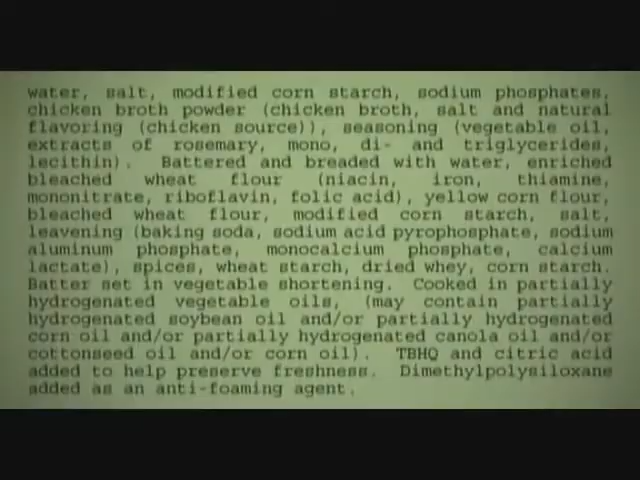 water, salt, modified corn starch, sodium phosphates,
chicken broth powder (chicken broth, salt and natural
flavoring (chicken source)), seasoning (vegetable oil,
extracts of rosemary, mono, di- and triglycerides,
lecithin). Battered and breaded with water, enriched
bleached wheat flour (niacin, iron, thiamine,
mononitrate, riboflavin, folic acid), yellow corn flour,
bleached wheat flour, modified corn starch, salt,
leavening (baking soda, sodium acid pyrophosphate, sodium
aluminum phosphate, monocalcium phosphate, calcium
lactate), spices, wheat starch, dried whey, corn starch.
Batter set in vegetable shortening. Cooked in partially
hydrogenated vegetable oils, (may contain partially
hydrogenated soybean oil and/or partially hydrogenated
corn oil and/or partially hydrogenated canola oil and/or
cottonseed oil and/or corn oil). TBHQ and citric acid
added to help preserve freshness. Dimethylpolysiloxane
added as an anti-foaming agent.